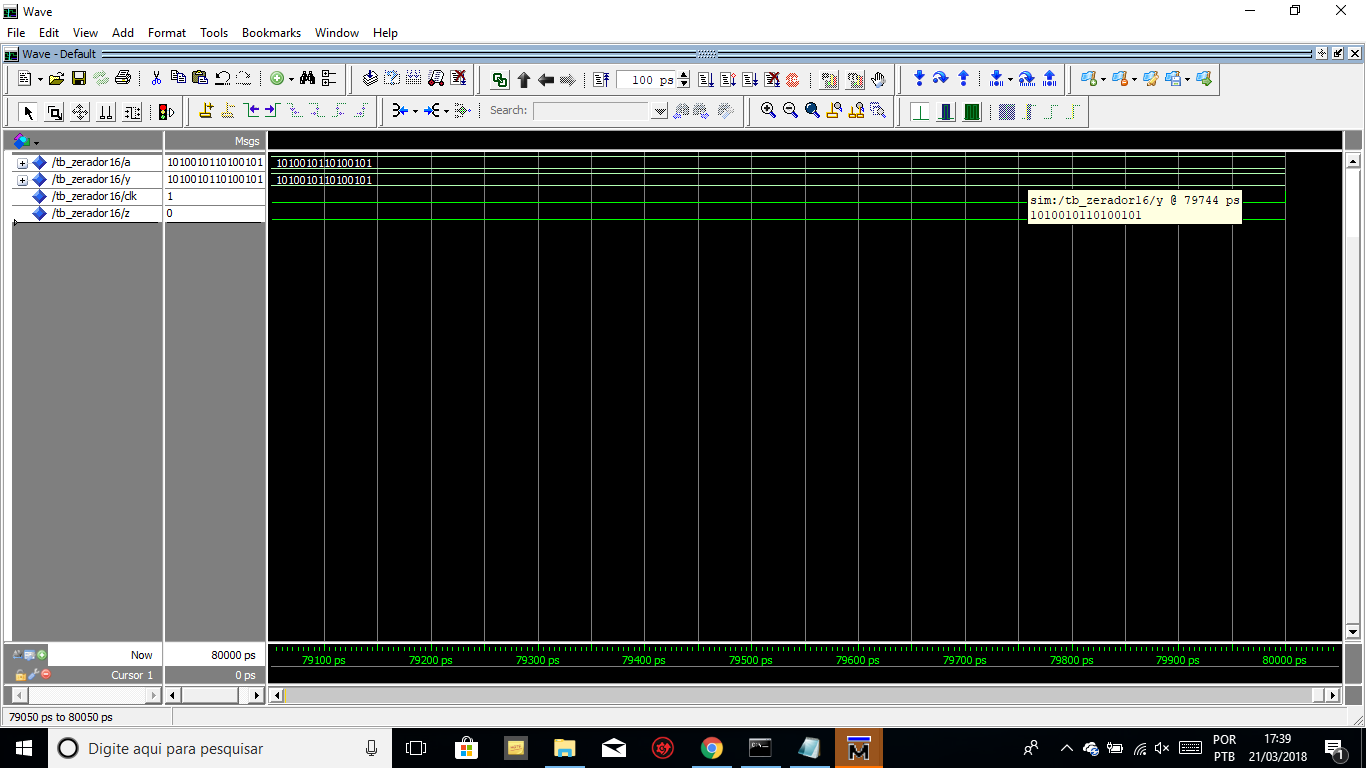 Wave
File Edit View Add Format Tools Bookmarks Window Help
Wave - Default
100 ps
Search:
Msgs
/tb_zerador16/a 1010010110100101 1010010110100101
/tb_zerador16/y 1010010110100101 1010010110100101
/tb_zerador16/clk 1
/tb_zerador16/z 0
sim:/tb_zerador16/y @ 79744 ps
1010010110100101
Now 80000 ps
79100 ps 79200 ps 79300 ps 79400 ps 79500 ps 79600 ps 79700 ps 79800 ps 79900 ps 80000 ps
Cursor 1 0 ps
79050 ps to 80050 ps
Digite aqui para pesquisar
POR
PTB
17:39
21/03/2018
1